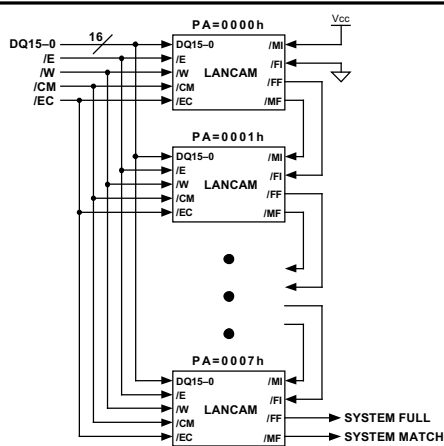 PA=0000h
Vcc
DQ15–0
16
/E
/W
/CM
/EC
DQ15–0
/E
/W
/CM
/EC
LANCAM
/MI
/FI
/FF
/MF
PA=0001h
DQ15–0
/E
/W
/CM
/EC
LANCAM
/MI
/FI
/FF
/MF
PA=0007h
DQ15–0
/E
/W
/CM
/EC
LANCAM
/MI
/FI
/FF
/MF
SYSTEM FULL
SYSTEM MATCH